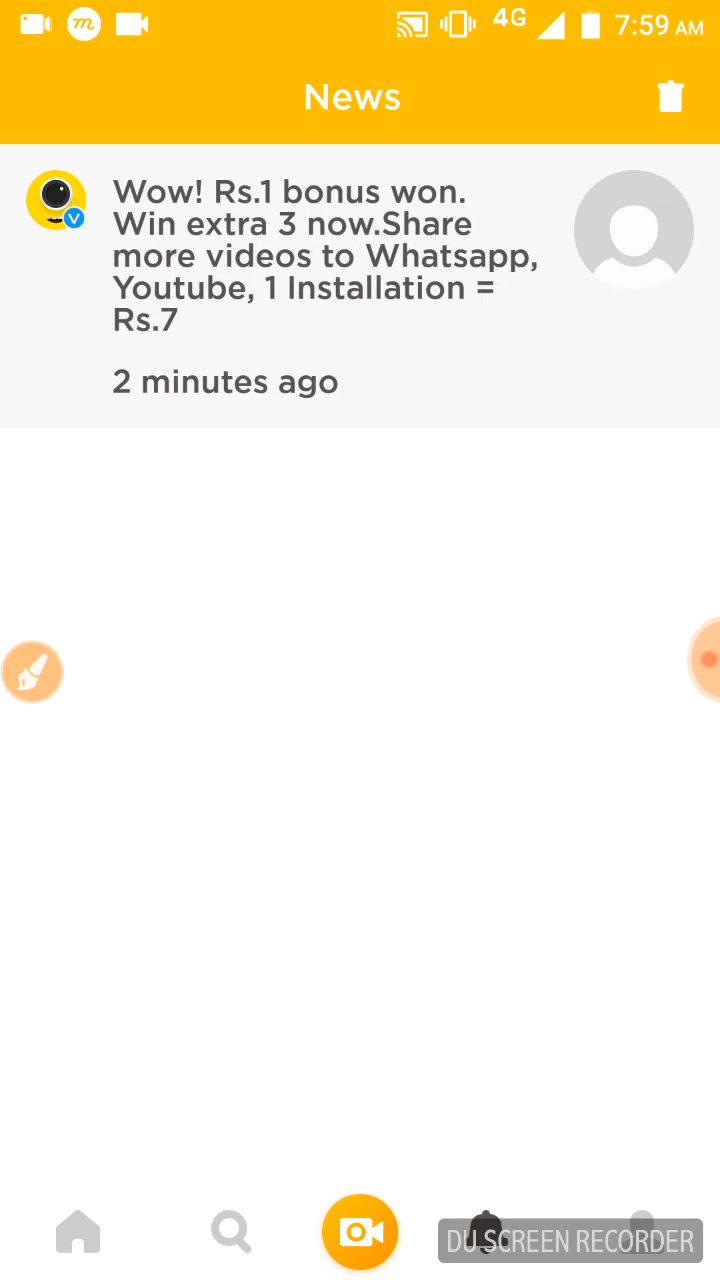 4G 7:59 AM
News
Wow! Rs.1 bonus won.
Win extra 3 now.Share
more videos to Whatsapp,
Youtube, 1 Installation =
Rs.7
2 minutes ago
DU SCREEN RECORDER